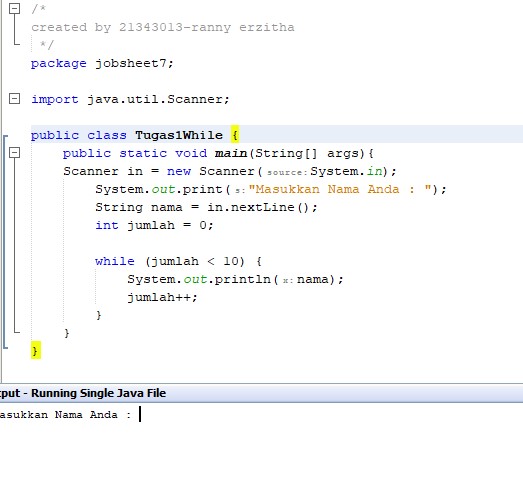 /*
created by 21343013-ranny erzitha
*/
package jobsheet7;
import java.util.Scanner;
public class Tugas1While {
public static void main(String[] args){
Scanner in = new Scanner(source: System.in);
System.out.print(s: "Masukkan Nama Anda : ");
String nama = in.nextLine();
int jumlah = 0;
while (jumlah < 10) {
System.out.println(x: nama);
jumlah++;
}
}
}
tput - Running Single Java File
asukkan Nama Anda :